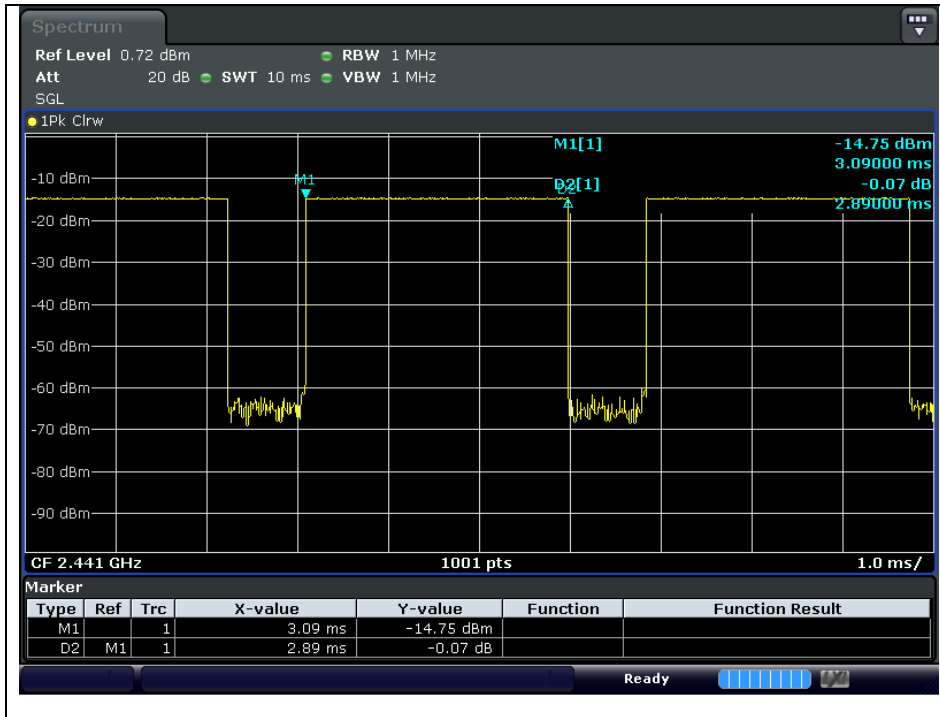 Spectrum
Ref Level 0.72 dBm RBW 1 MHz
Att 20 dB SWT 10 ms VBW 1 MHz
SGL
1Pk Clrw
M1[1] -14.75 dBm
3.09000 ms
-10 dBm M1 D2[1] -0.07 dB
D2 2.89000 ms
-20 dBm
-30 dBm
-40 dBm
-50 dBm
-60 dBm
-70 dBm
-80 dBm
-90 dBm
CF 2.441 GHz 1001 pts 1.0 ms/
Marker
Type Ref Trc X-value Y-value Function Function Result
M1 1 3.09 ms -14.75 dBm
D2 M1 1 2.89 ms -0.07 dB
Ready